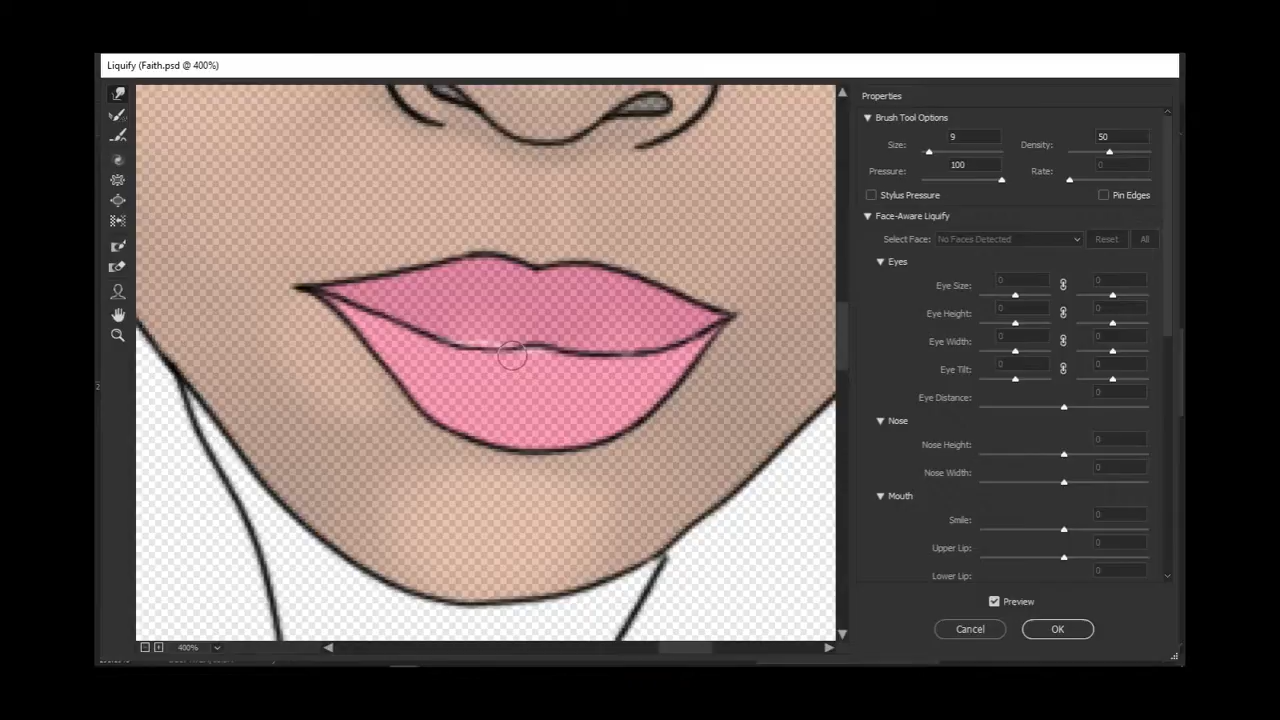 Liquify (Faith.psd @ 400%)
Properties
Brush Tool Options
Size: 9 Density: 50
Pressure: 100 Rate: 0
Stylus Pressure Pin Edges
Face-Aware Liquify
Select Face: No Faces Detected Reset All
Eyes
Eye Size: 0 0
Eye Height: 0 0
Eye Width: 0 0
Eye Tilt: 0 0
Eye Distance: 0
Nose
Nose Height: 0
Nose Width: 0
Mouth
Smile: 0
Upper Lip: 0
Lower Lip: 0
Preview
Cancel OK
400%